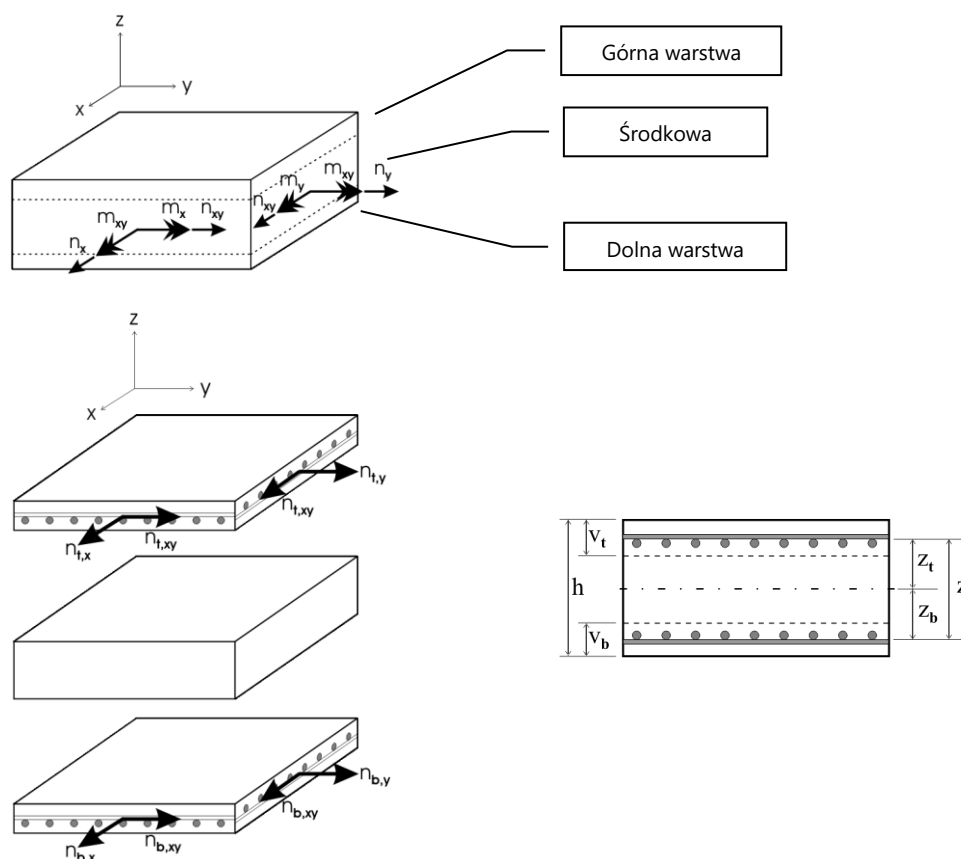 z
y
x
Górna warstwa
Środkowa
Dolna warstwa
n_x
m_xy
m_x
n_xy
n_xy
m_y
m_xy
n_y
z
y
x
n_t,y
n_t,xy
n_t,xy
n_t,x
n_b,y
n_b,xy
n_b,xy
n_b,x
h
v_t
v_b
z_t
z_b
z